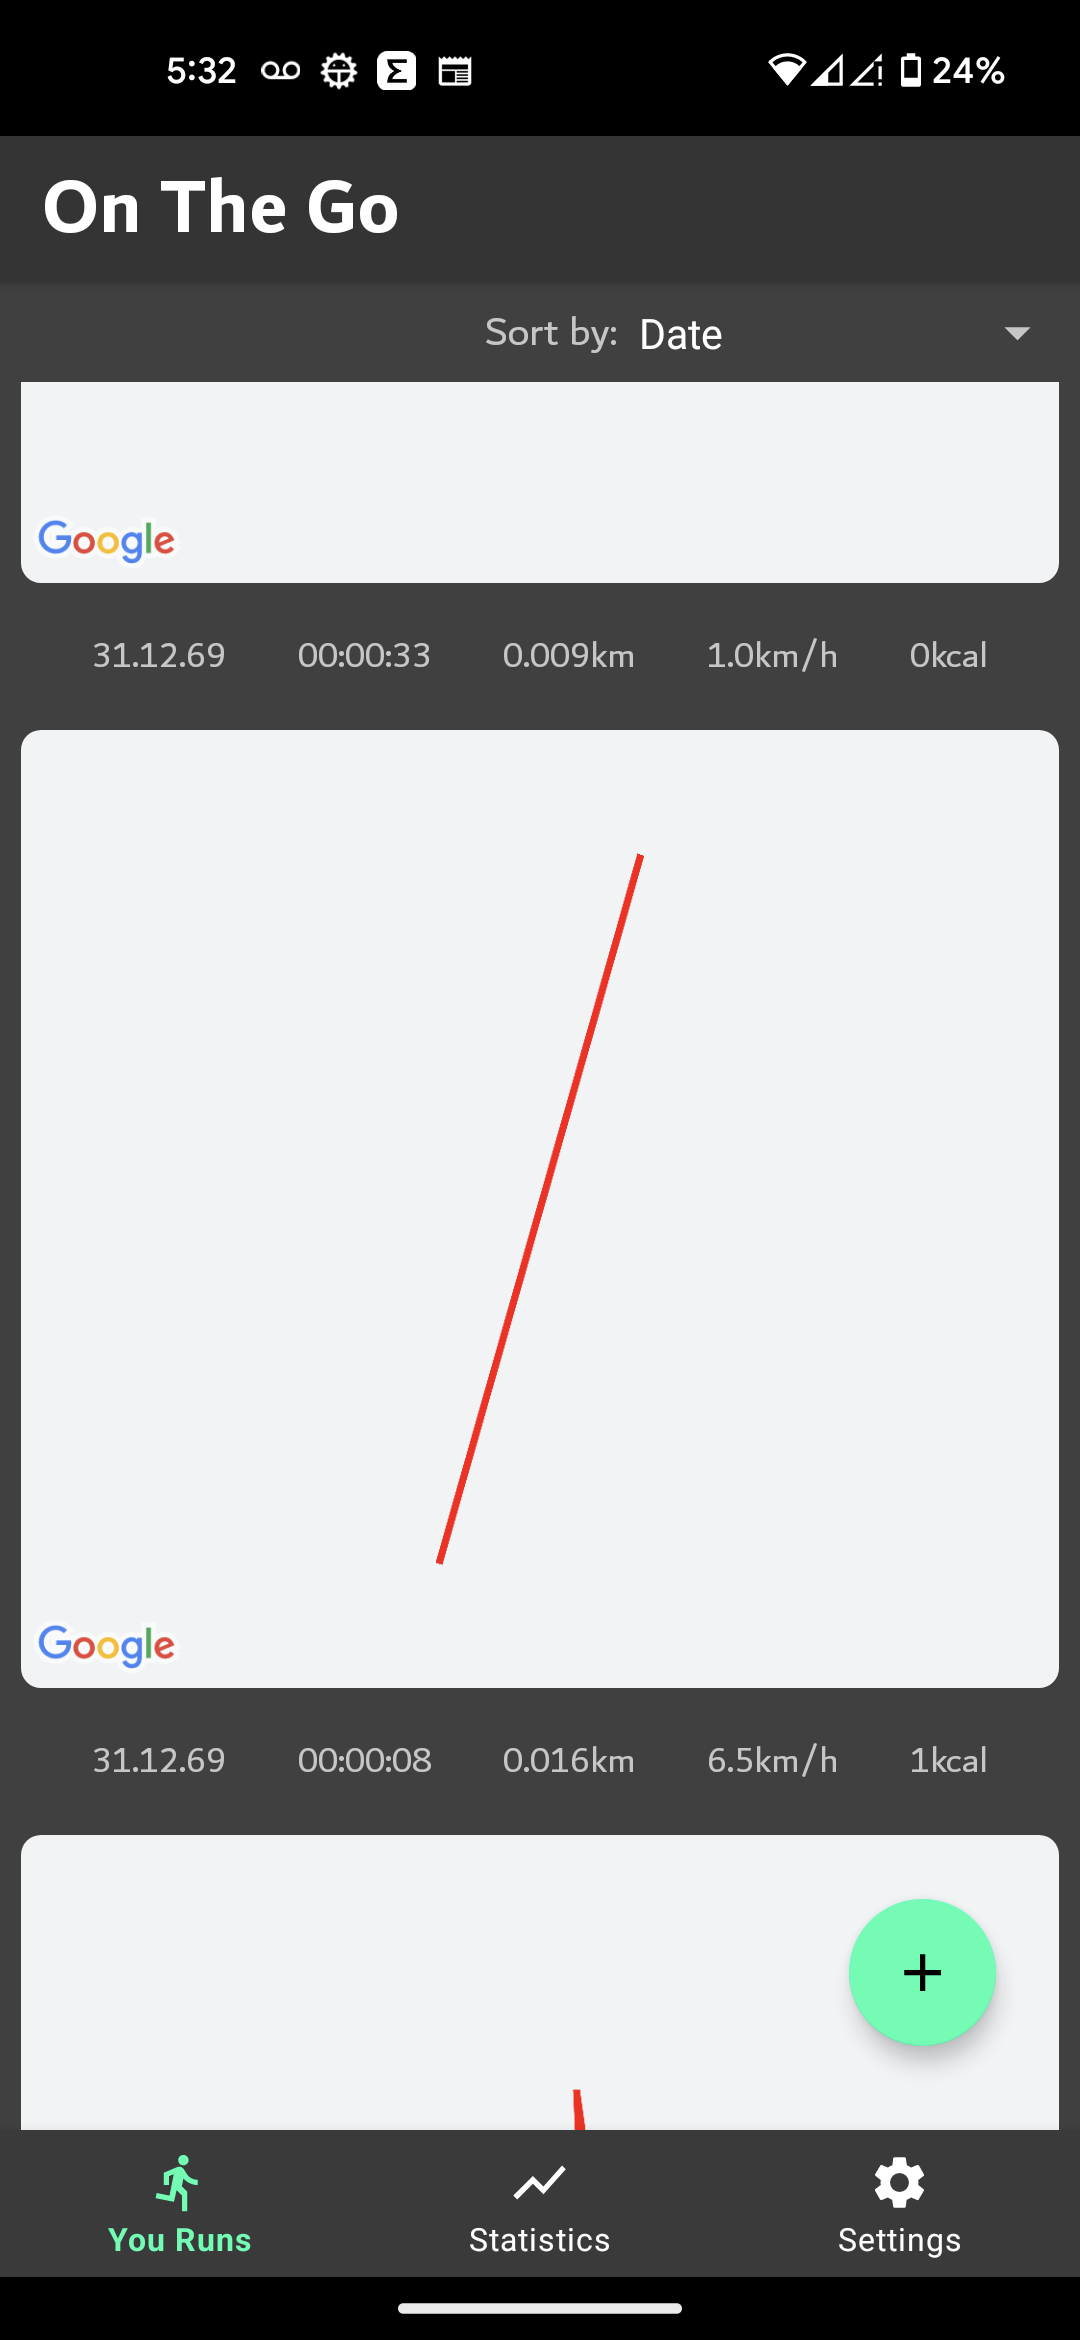 5:32 24%
On The Go
Sort by: Date
Google
31.12.69 00:00:33 0.009km 1.0km/h 0kcal
Google
31.12.69 00:00:08 0.016km 6.5km/h 1kcal
You Runs Statistics Settings